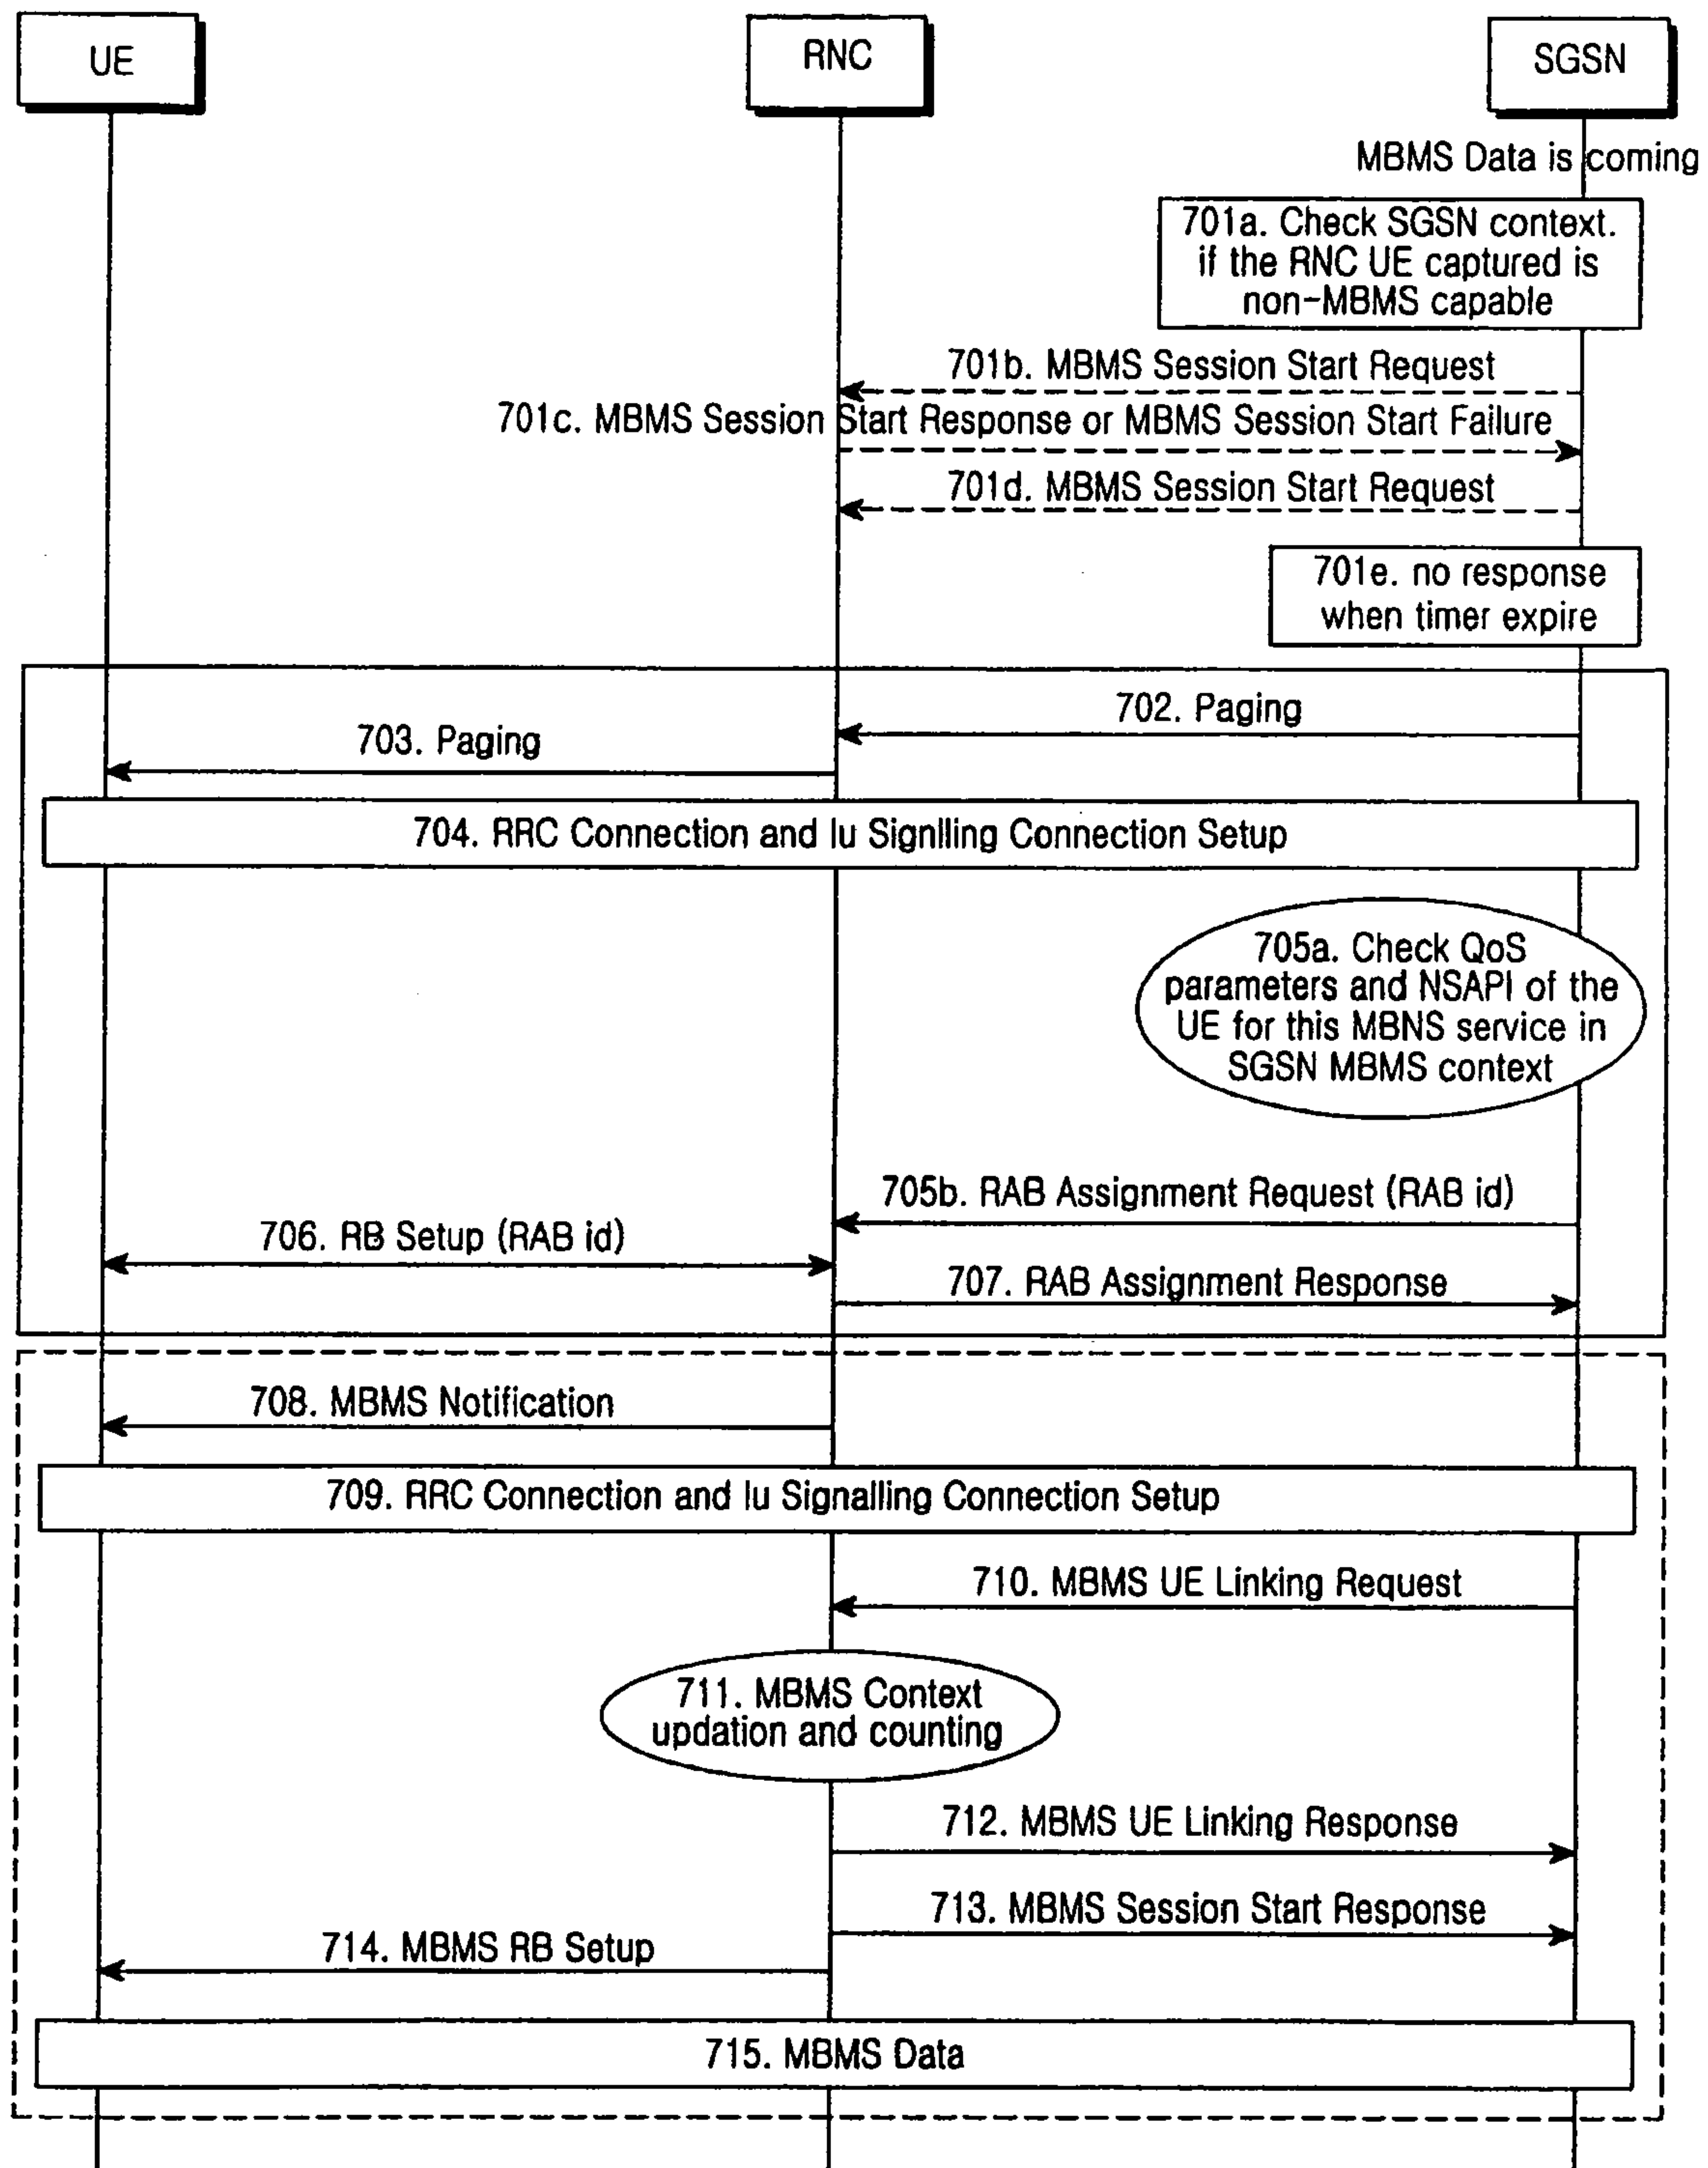 UE
RNC
SGSN
MBMS Data is coming
701a. Check SGSN context.
if the RNC UE captured is
non-MBMS capable
701b. MBMS Session Start Request
701c. MBMS Session Start Response or MBMS Session Start Failure
701d. MBMS Session Start Request
701e. no response
when timer expire
702. Paging
703. Paging
704. RRC Connection and Iu Signlling Connection Setup
705a. Check QoS
parameters and NSAPI of the
UE for this MBNS service in
SGSN MBMS context
705b. RAB Assignment Request (RAB id)
706. RB Setup (RAB id)
707. RAB Assignment Response
708. MBMS Notification
709. RRC Connection and Iu Signalling Connection Setup
710. MBMS UE Linking Request
711. MBMS Context
updation and counting
712. MBMS UE Linking Response
713. MBMS Session Start Response
714. MBMS RB Setup
715. MBMS Data